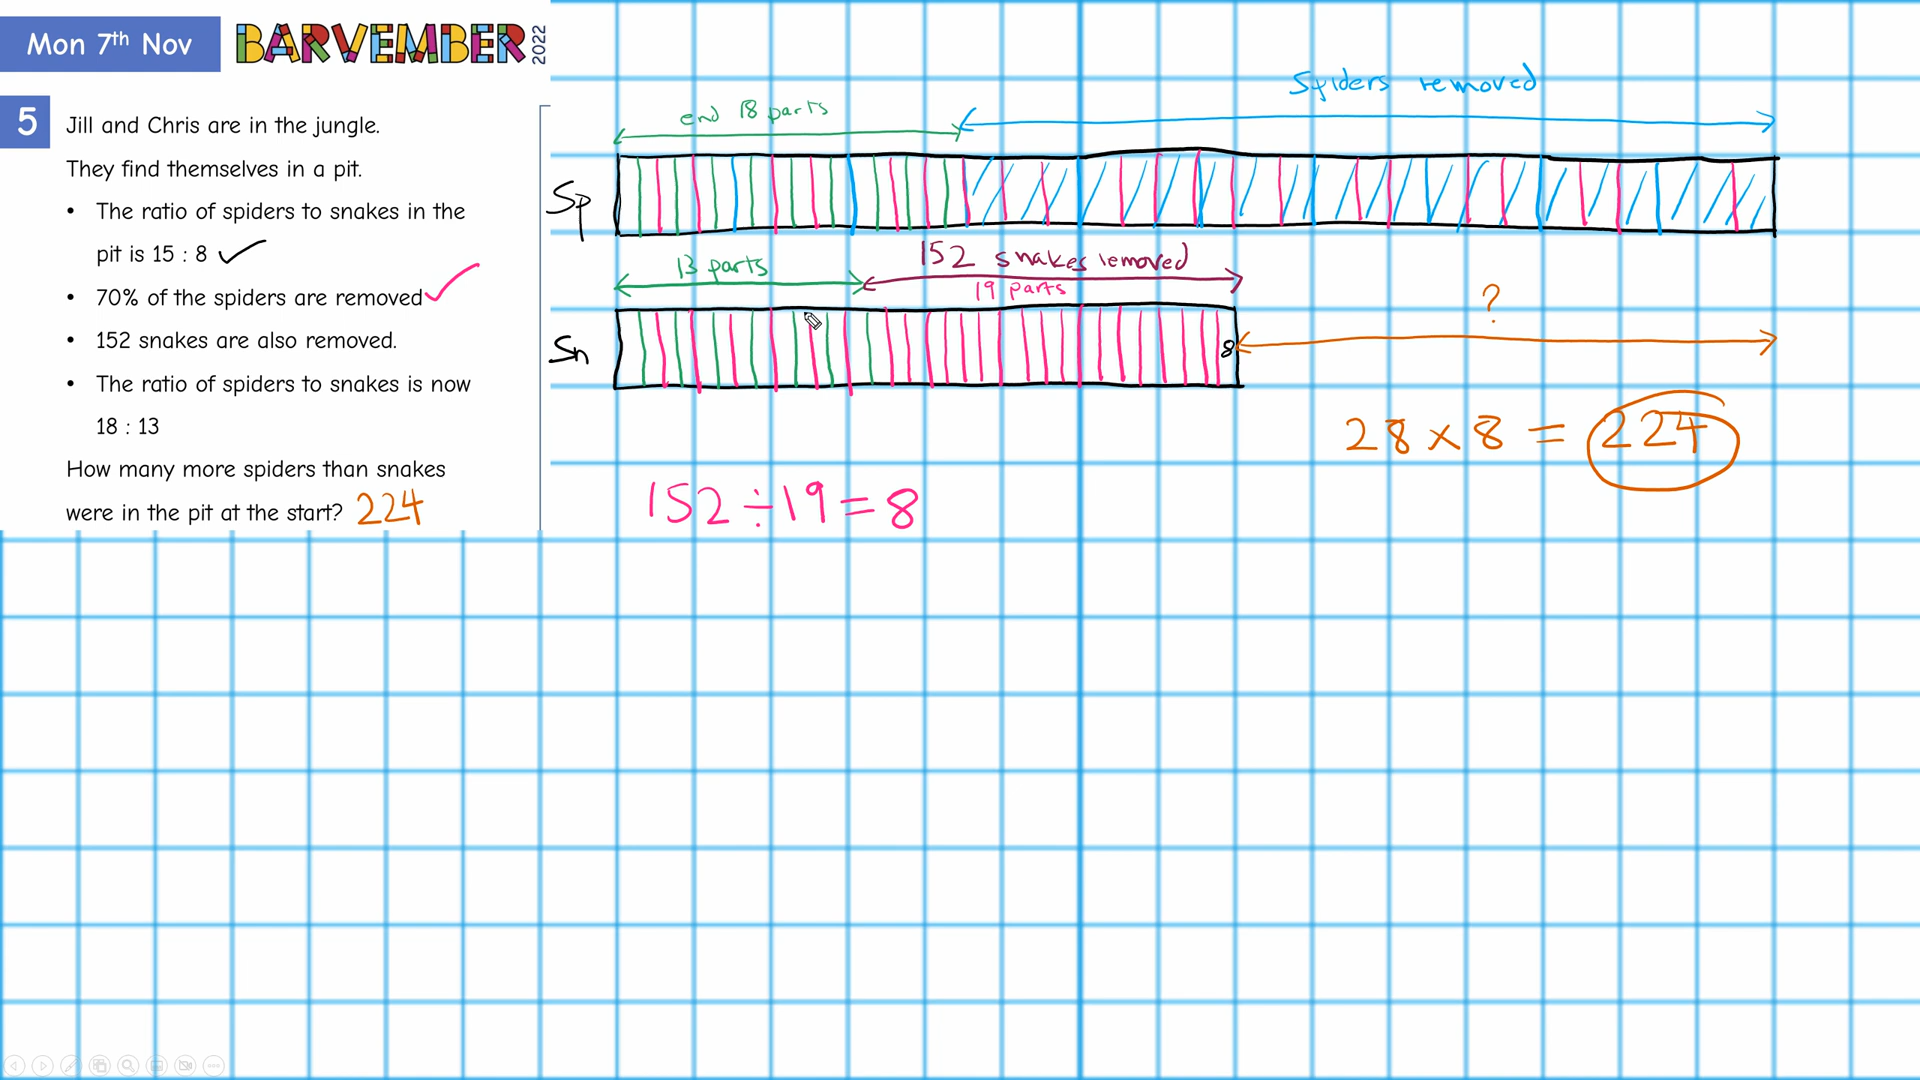 Mon 7th Nov
BARVEMBER 2022
5
Jill and Chris are in the jungle.
They find themselves in a pit.
• The ratio of spiders to snakes in the
pit is 15 : 8 ✓
• 70% of the spiders are removed ✓
• 152 snakes are also removed.
• The ratio of spiders to snakes is now
18 : 13
How many more spiders than snakes
were in the pit at the start? 224
Spiders removed
end 18 parts
Sp
152 snakes removed
13 parts
19 parts
?
Sn
8
28 × 8 = 224
152 ÷ 19 = 8